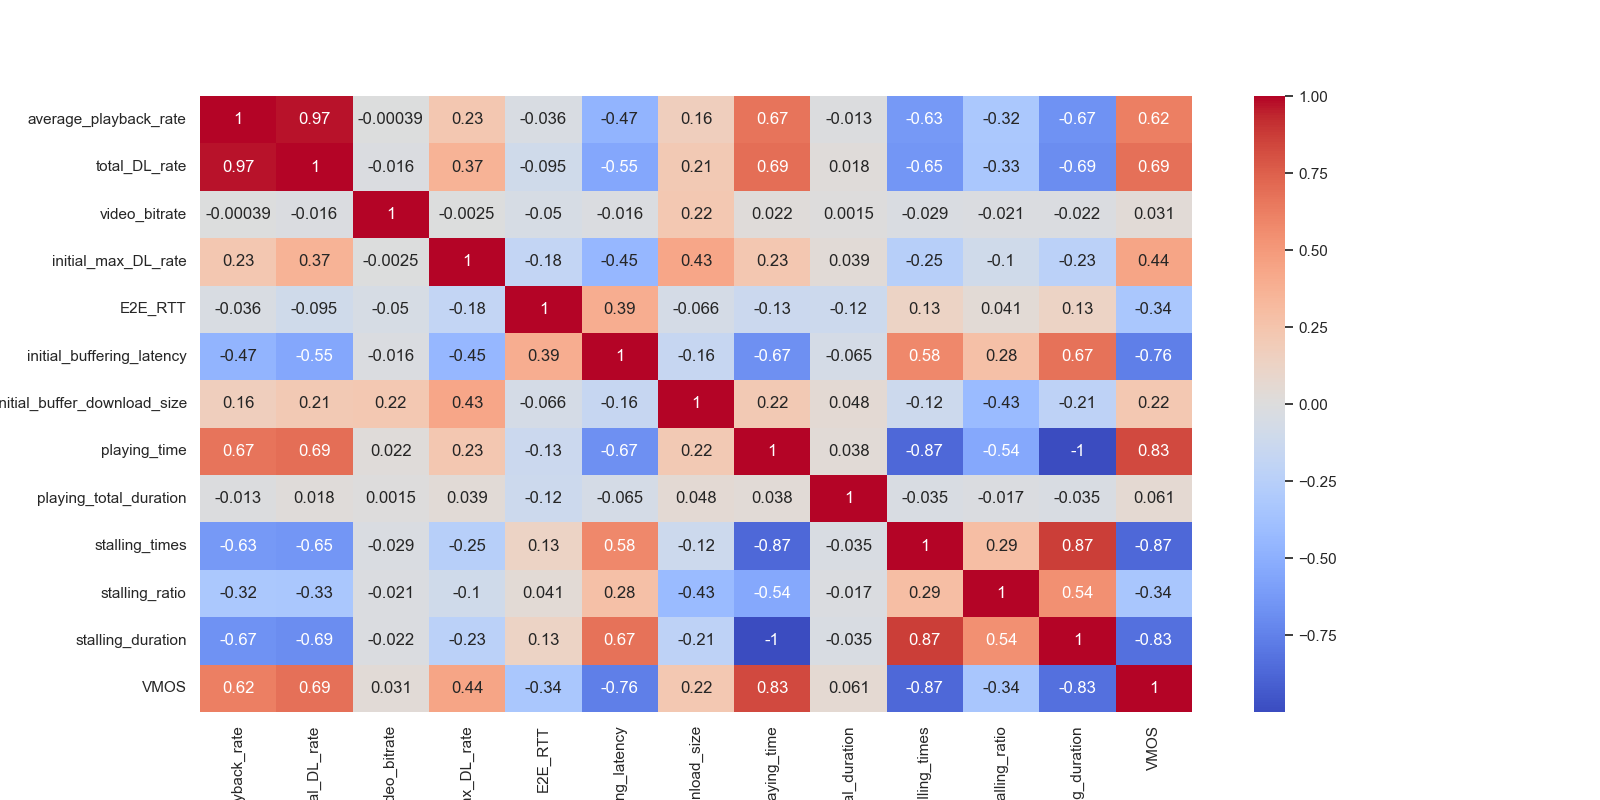 average_playback_rate 1 0.97 -0.00039 0.23 -0.036 -0.47 0.16 0.67 -0.013 -0.63 -0.32 -0.67 0.62
total_DL_rate 0.97 1 -0.016 0.37 -0.095 -0.55 0.21 0.69 0.018 -0.65 -0.33 -0.69 0.69
video_bitrate -0.00039 -0.016 1 -0.0025 -0.05 -0.016 0.22 0.022 0.0015 -0.029 -0.021 -0.022 0.031
initial_max_DL_rate 0.23 0.37 -0.0025 1 -0.18 -0.45 0.43 0.23 0.039 -0.25 -0.1 -0.23 0.44
E2E_RTT -0.036 -0.095 -0.05 -0.18 1 0.39 -0.066 -0.13 -0.12 0.13 0.041 0.13 -0.34
initial_buffering_latency -0.47 -0.55 -0.016 -0.45 0.39 1 -0.16 -0.67 -0.065 0.58 0.28 0.67 -0.76
nitial_buffer_download_size 0.16 0.21 0.22 0.43 -0.066 -0.16 1 0.22 0.048 -0.12 -0.43 -0.21 0.22
playing_time 0.67 0.69 0.022 0.23 -0.13 -0.67 0.22 1 0.038 -0.87 -0.54 -1 0.83
playing_total_duration -0.013 0.018 0.0015 0.039 -0.12 -0.065 0.048 0.038 1 -0.035 -0.017 -0.035 0.061
stalling_times -0.63 -0.65 -0.029 -0.25 0.13 0.58 -0.12 -0.87 -0.035 1 0.29 0.87 -0.87
stalling_ratio -0.32 -0.33 -0.021 -0.1 0.041 0.28 -0.43 -0.54 -0.017 0.29 1 0.54 -0.34
stalling_duration -0.67 -0.69 -0.022 -0.23 0.13 0.67 -0.21 -1 -0.035 0.87 0.54 1 -0.83
VMOS 0.62 0.69 0.031 0.44 -0.34 -0.76 0.22 0.83 0.061 -0.87 -0.34 -0.83 1
yback_rate
al_DL_rate
deo_bitrate
ax_DL_rate
E2E_RTT
ng_latency
nload_size
aying_time
al_duration
lling_times
alling_ratio
g_duration
VMOS
1.00
0.75
0.50
0.25
0.00
−0.25
−0.50
−0.75